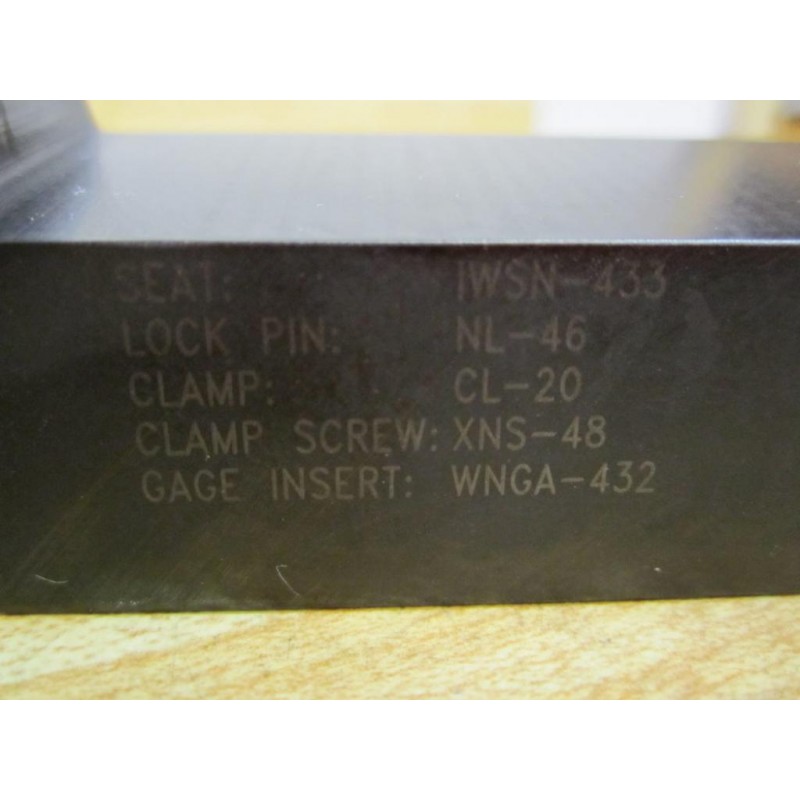 SEAT: IWSN-433
LOCK PIN: NL-46
CLAMP: CL-20
CLAMP SCREW: XNS-48
GAGE INSERT: WNGA-432